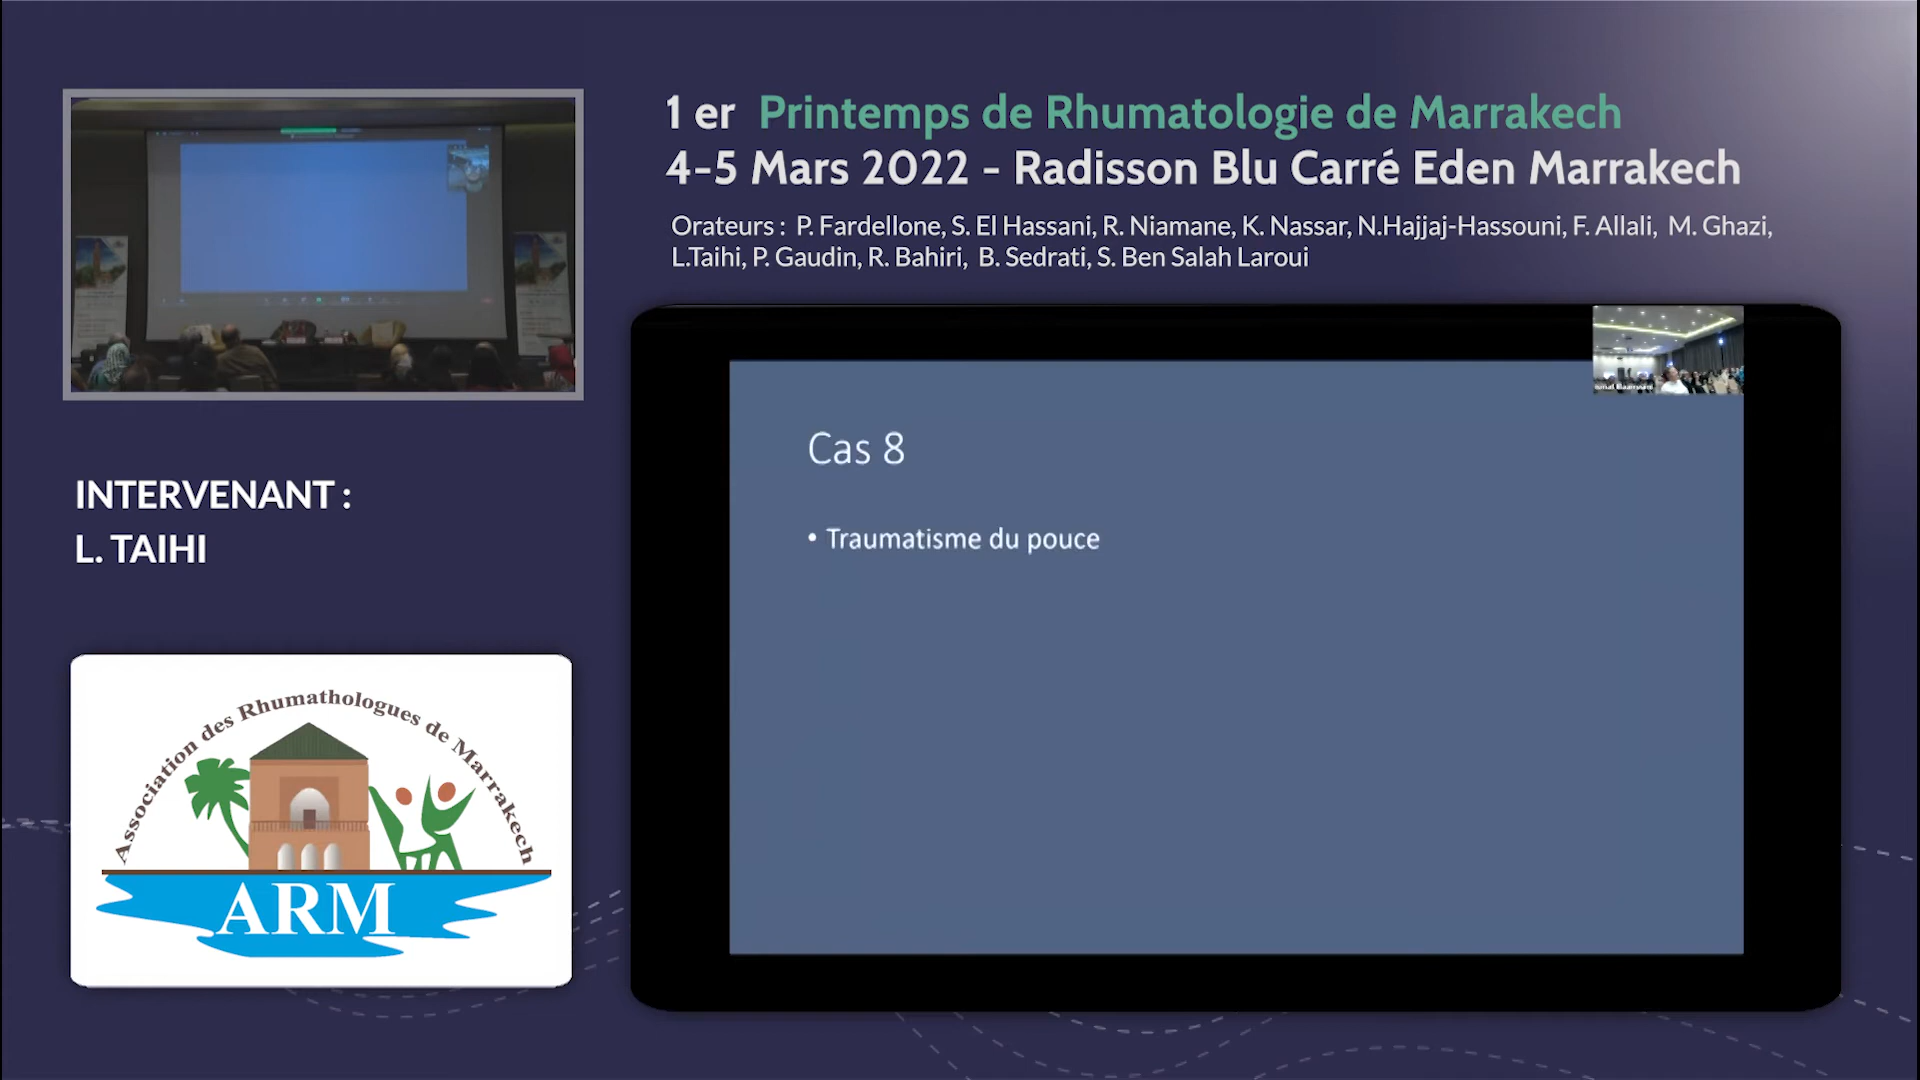 1 er Printemps de Rhumatologie de Marrakech
4-5 Mars 2022 - Radisson Blu Carré Eden Marrakech
Orateurs : P. Fardellone, S. El Hassani, R. Niamane, K. Nassar, N.Hajjaj-Hassouni, F. Allali, M. Ghazi,
L.Taihi, P. Gaudin, R. Bahiri, B. Sedrati, S. Ben Salah Laroui
INTERVENANT :
L. TAIHI
Cas 8
• Traumatisme du pouce
Association des Rhumathologues de Marrakech
ARM